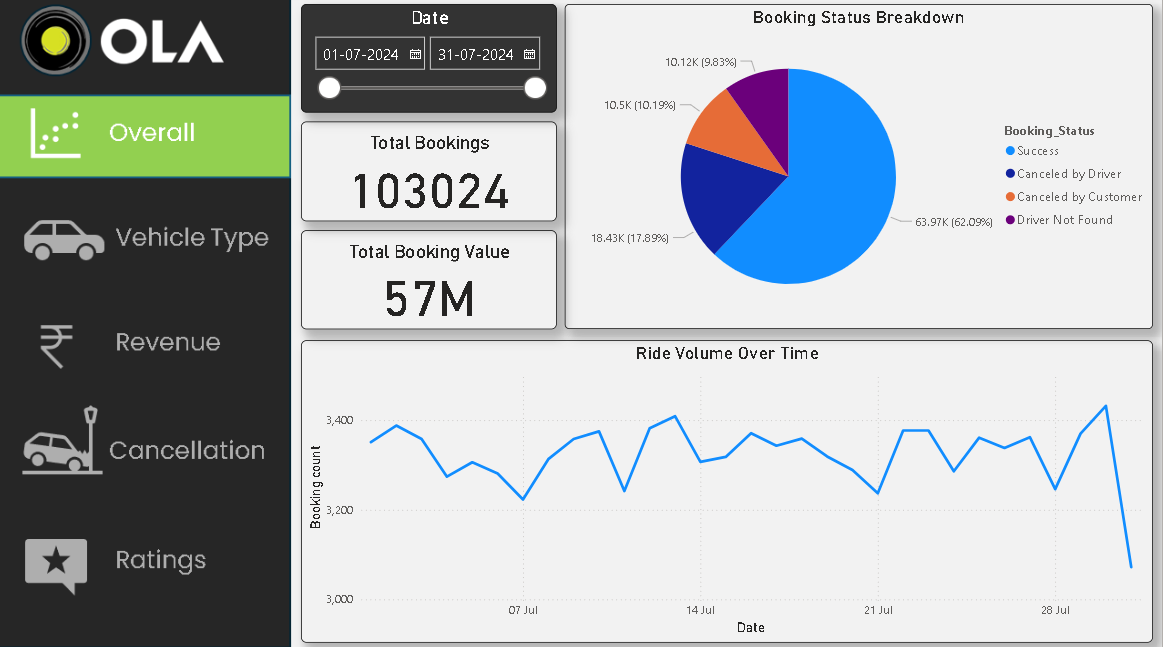 OLA
Overall
Vehicle Type
Revenue
Cancellation
Ratings
Date
01-07-2024
31-07-2024
Total Bookings
103024
Total Booking Value
57M
Booking Status Breakdown
10.12K (9.83%)
10.5K (10.19%)
18.43K (17.89%)
63.97K (62.09%)
Booking_Status
Success
Canceled by Driver
Canceled by Customer
Driver Not Found
Ride Volume Over Time
Booking count
3,400
3,200
3,000
07 Jul
14 Jul
21 Jul
28 Jul
Date